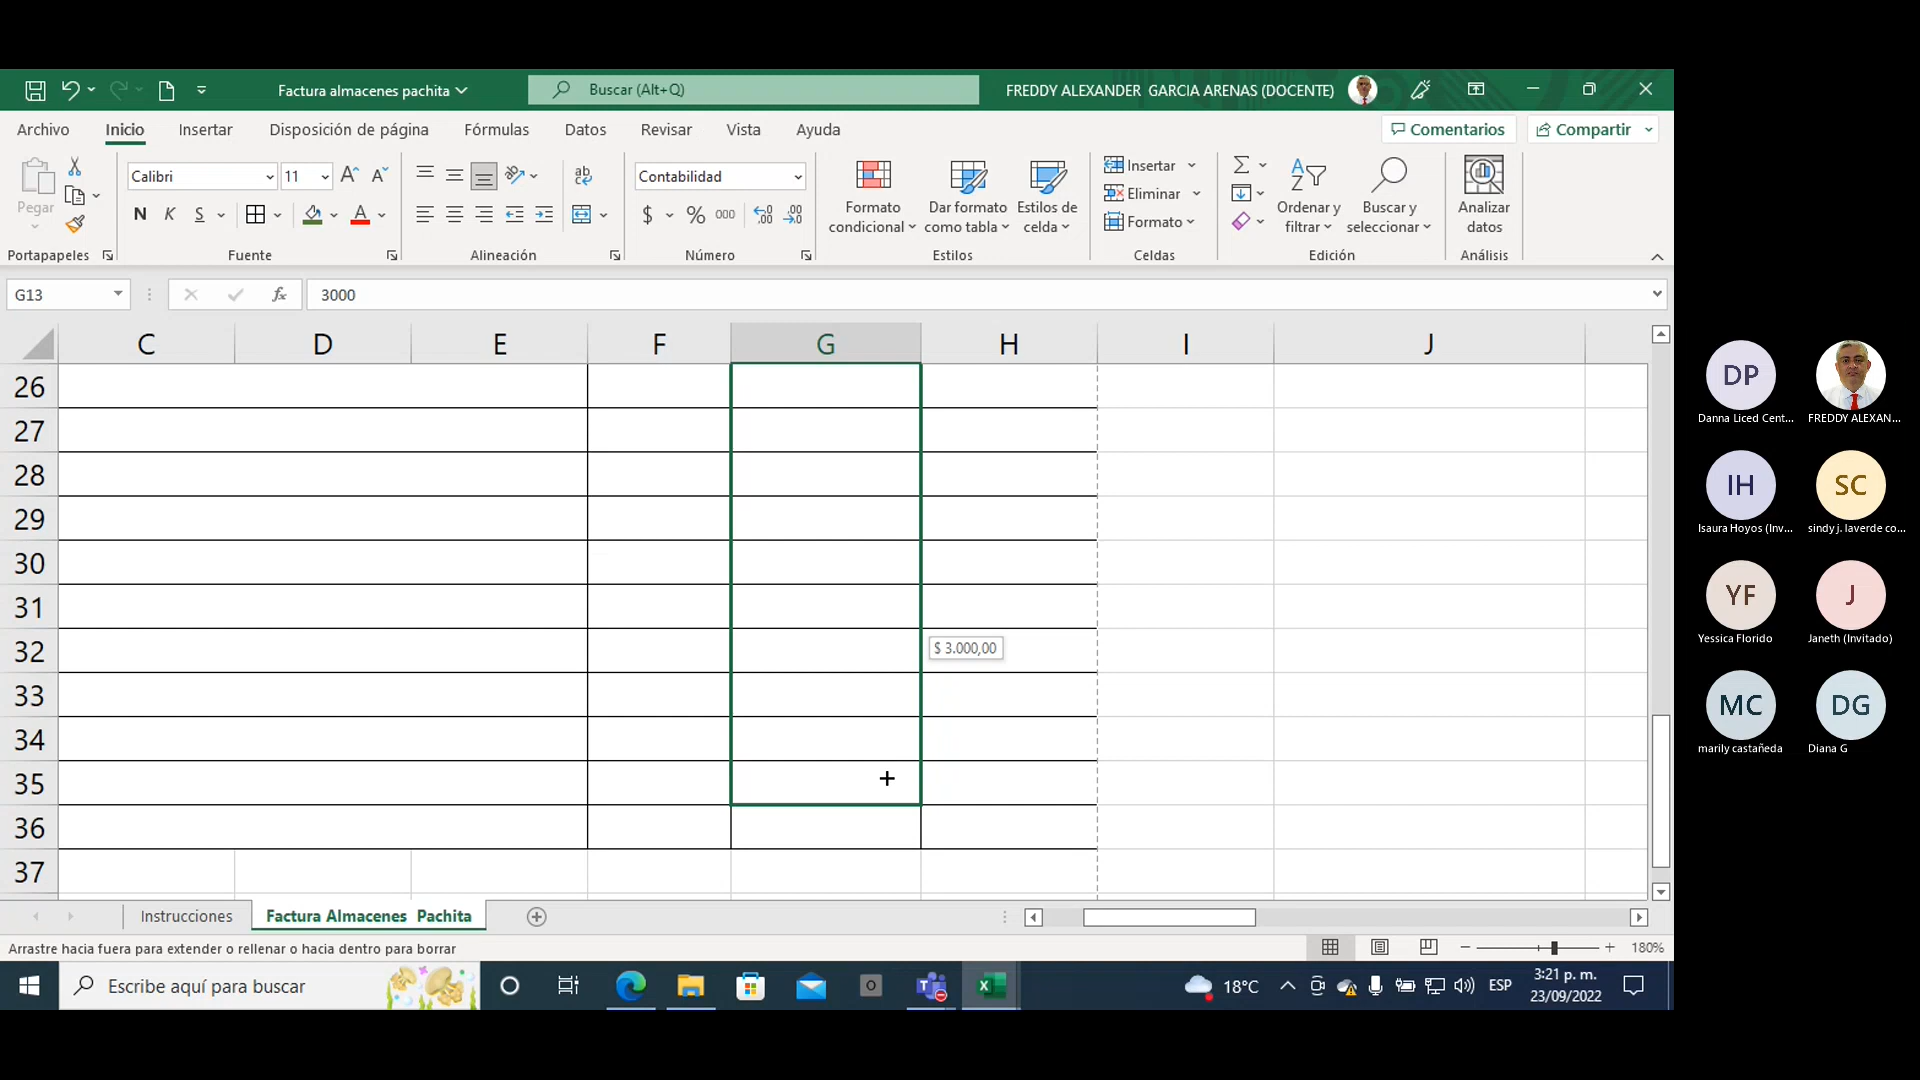 Factura almacenes pachita
Buscar (Alt+Q)
FREDDY ALEXANDER GARCIA ARENAS (DOCENTE)
Archivo
Inicio
Insertar
Disposición de página
Fórmulas
Datos
Revisar
Vista
Ayuda
Comentarios
Compartir
Pegar
Portapapeles
Calibri
11
A A
N K S
A
Fuente
ab
Alineación
Contabilidad
$ % 000
Número
Formato
condicional
Dar formato
como tabla
Estilos de
celda
Estilos
Insertar
Eliminar
Formato
Celdas
Ordenar y
filtrar
Buscar y
seleccionar
Edición
Analizar
datos
Análisis
G13
fx
3000
C D E F G H I J
26
27
28
29
30
31
32
$ 3.000,00
33
34
35
36
37
Instrucciones
Factura Almacenes Pachita
Arrastre hacia fuera para extender o rellenar o hacia dentro para borrar
180%
Escribe aquí para buscar
18°C
ESP
3:21 p. m.
23/09/2022
DP
Danna Liced Cent...
FREDDY ALEXAN...
IH
Isaura Hoyos (Inv...
SC
sindy j. laverde co...
YF
Yessica Florido
J
Janeth (Invitado)
MC
marily castañeda
DG
Diana G